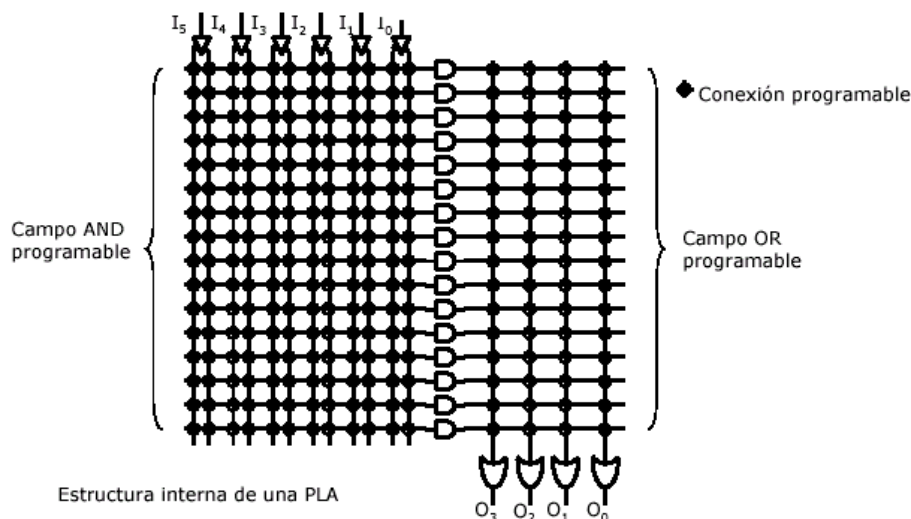 I5 I4 I3 I2 I1 I0
Conexión programable
Campo AND
programable
Campo OR
programable
Estructura interna de una PLA
O3 O2 O1 O0